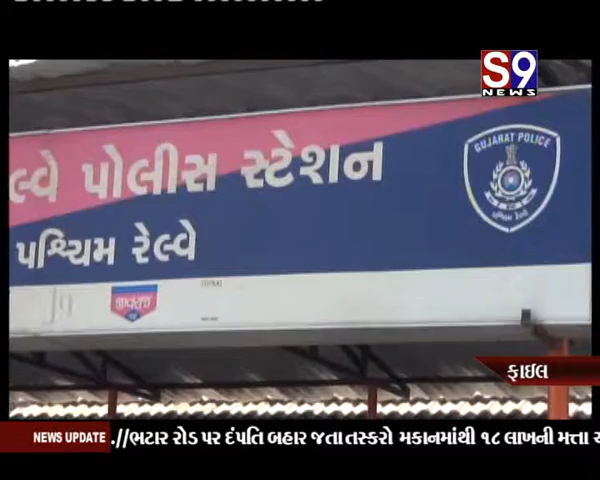 S9
NEWS
GUJARAT POLICE
લ્વે પોલીસ સ્ટેશન
પશ્ચિમ રેલ્વે
ફાઇલ
NEWS UPDATE .//ભટાર રોડ પર દંપતિ બહાર જતા તસ્કરો મકાનમાંથી ૧૮ લાખની મત્તા